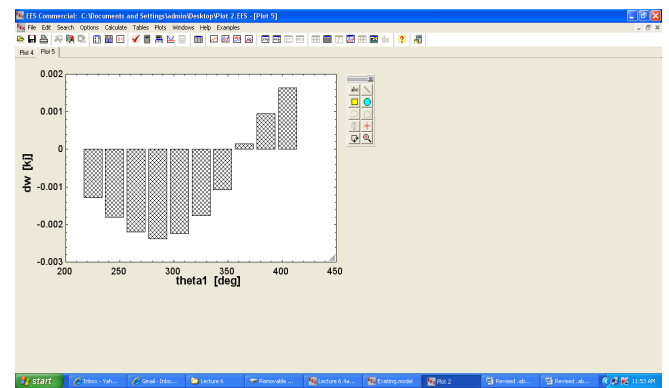 EES Commercial: C:\Documents and Settings\admin\Desktop\Plot 2.EES - [Plot 5]
File Edit Search Options Calculate Tables Plots Windows Help Examples
Plot 4 Plot 5
0.002
0.001
0
-0.001
-0.002
-0.003
dw [kj]
200 250 300 350 400 450
theta1 [deg]
abc
start Inbox - Yah... Gmail - Inbo... Lecture 6 Removable ... Lecture 6.4a... Existing.model Plot 2 Revised .ab... Revised .ab... 11:53 AM